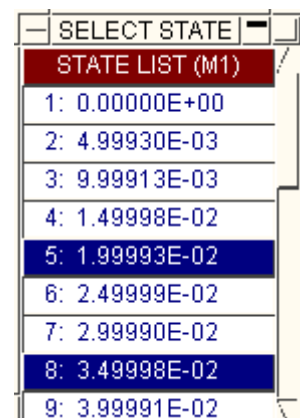 SELECT STATE
STATE LIST (M1)
1: 0.00000E+00
2: 4.99930E-03
3: 9.99913E-03
4: 1.49998E-02
5: 1.99993E-02
6: 2.49999E-02
7: 2.99990E-02
8: 3.49998E-02
9: 3.99991E-02